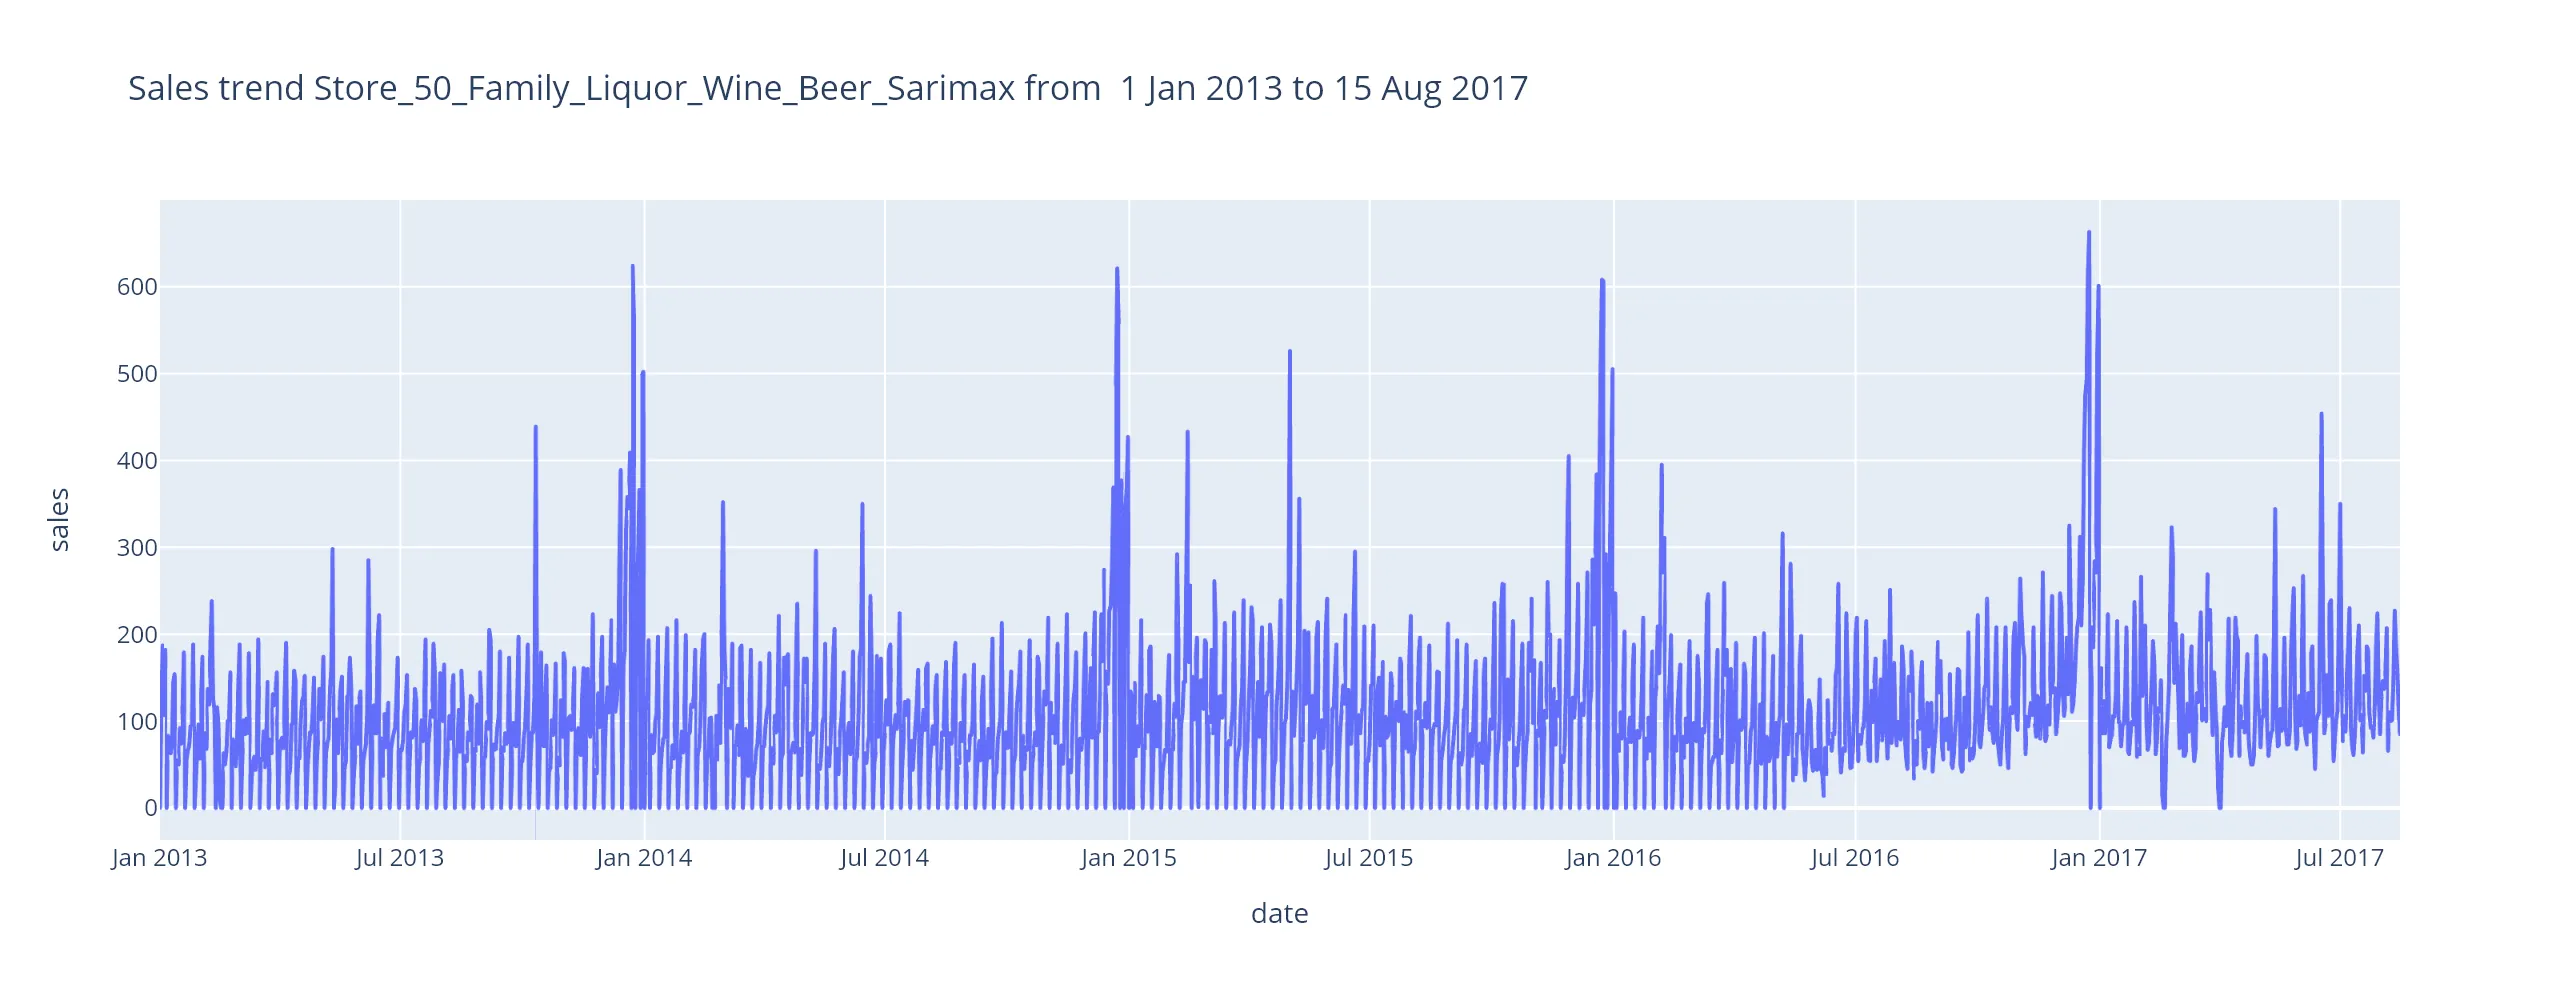 Sales trend Store_50_Family_Liquor_Wine_Beer_Sarimax from  1 Jan 2013 to 15 Aug 2017
600
500
400
300
200
100
0
sales
Jan 2013 Jul 2013 Jan 2014 Jul 2014 Jan 2015 Jul 2015 Jan 2016 Jul 2016 Jan 2017 Jul 2017
date